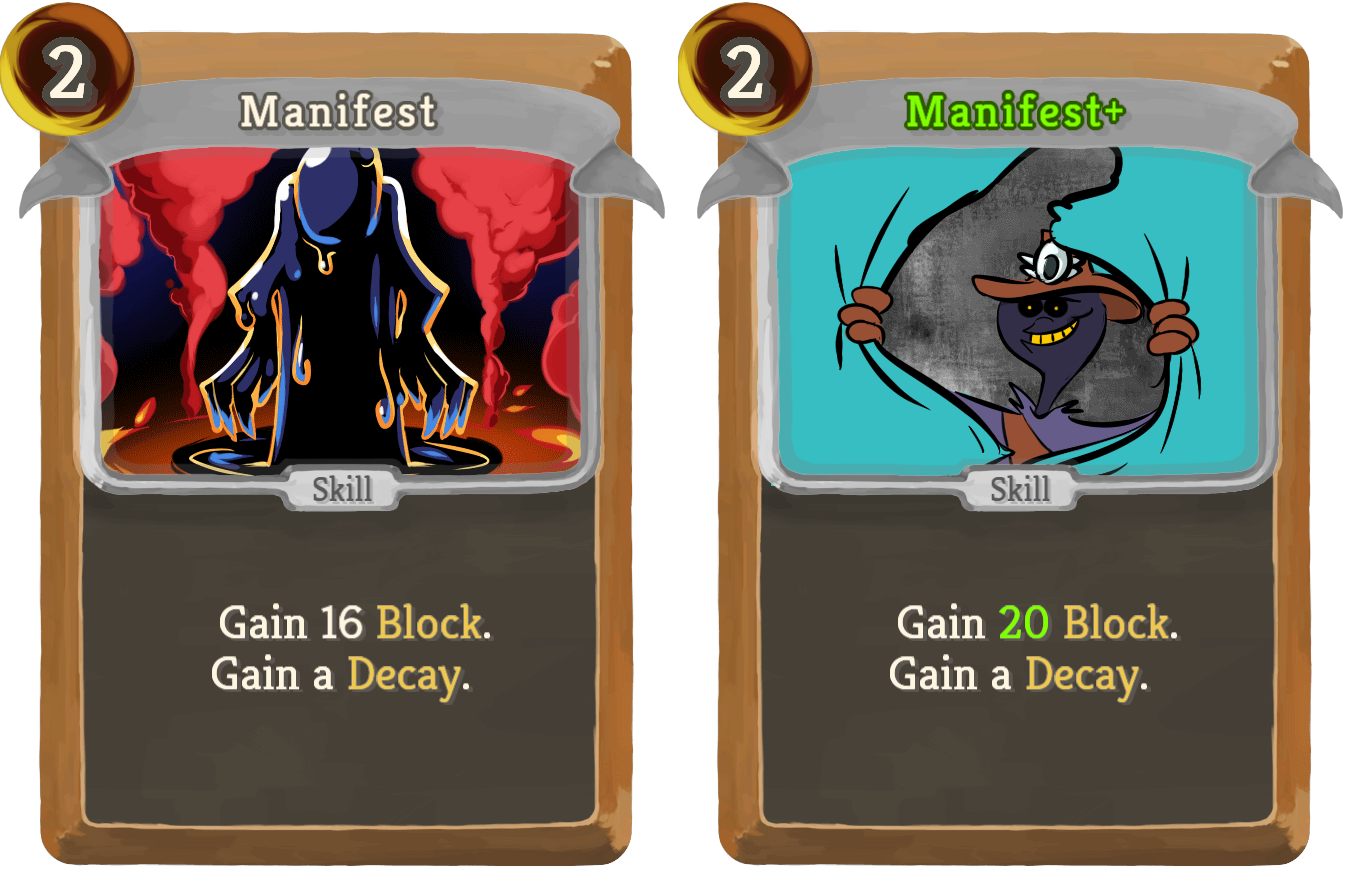 2
Manifest
Skill
Gain 16 Block.
Gain a Decay.
2
Manifest+
Skill
Gain 20 Block.
Gain a Decay.